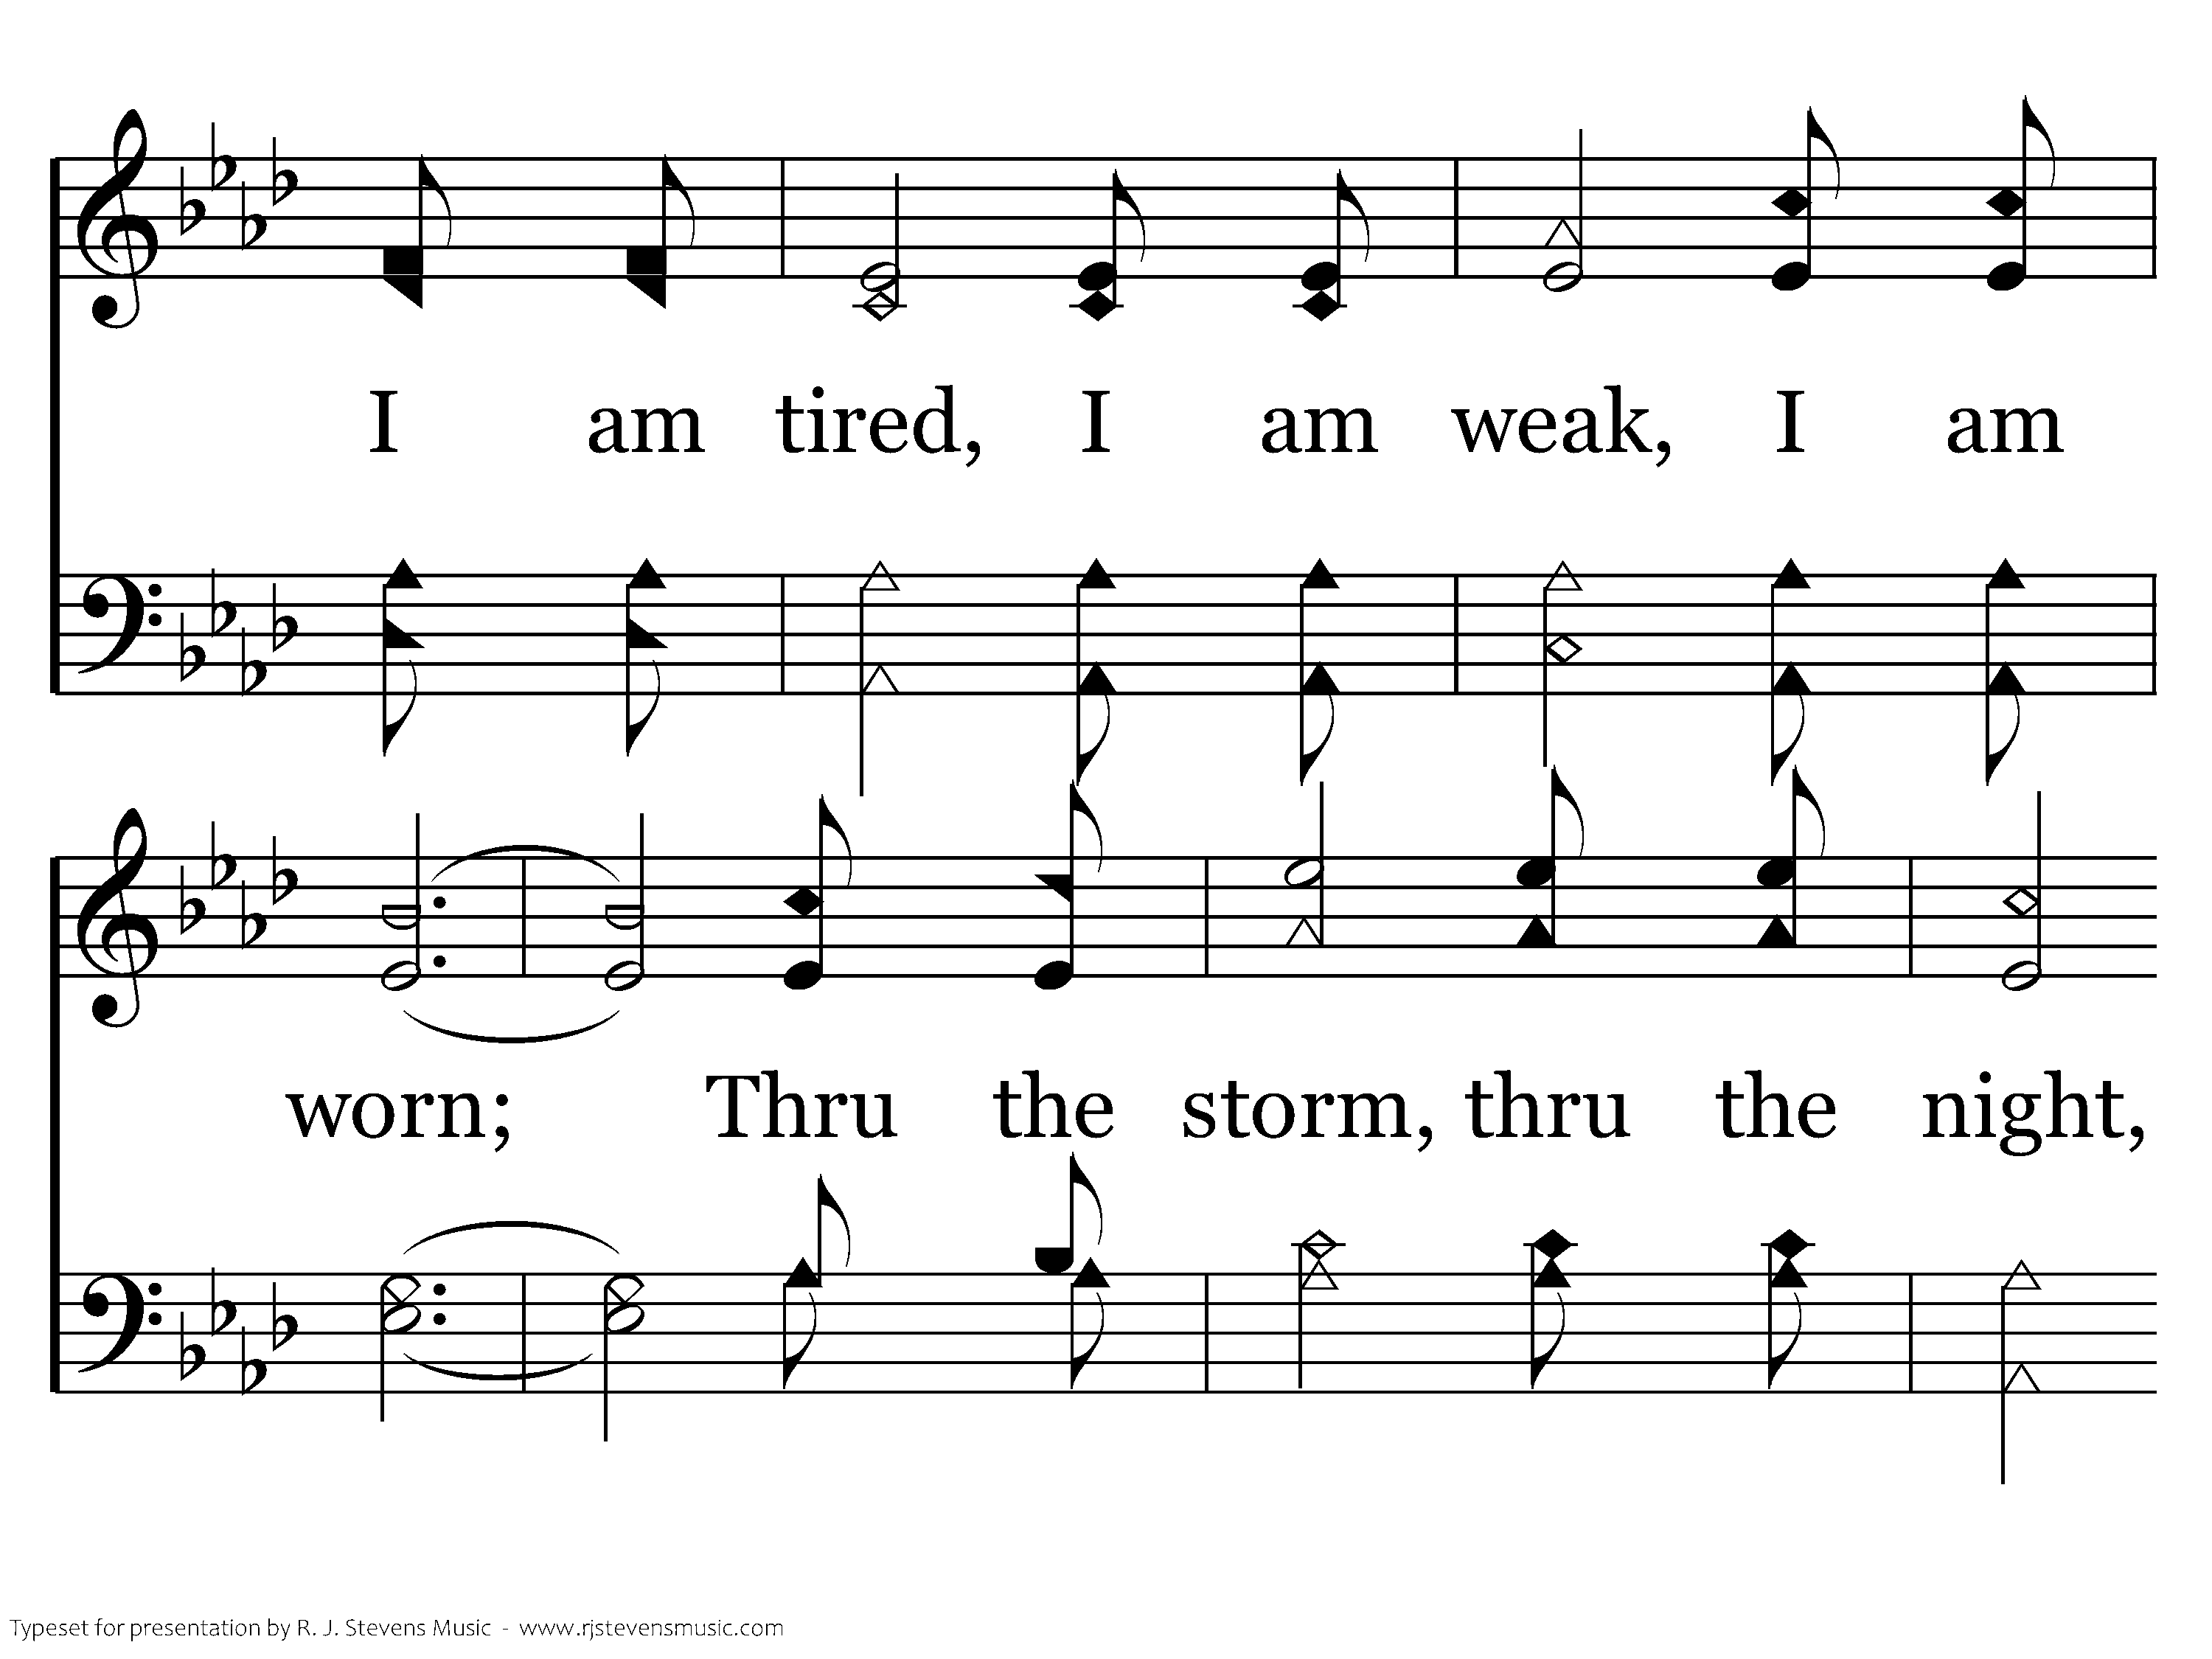 I am tired, I am weak, I am
worn; Thru the storm, thru the night,
Typeset for presentation by R. J. Stevens Music - www.rjstevensmusic.com